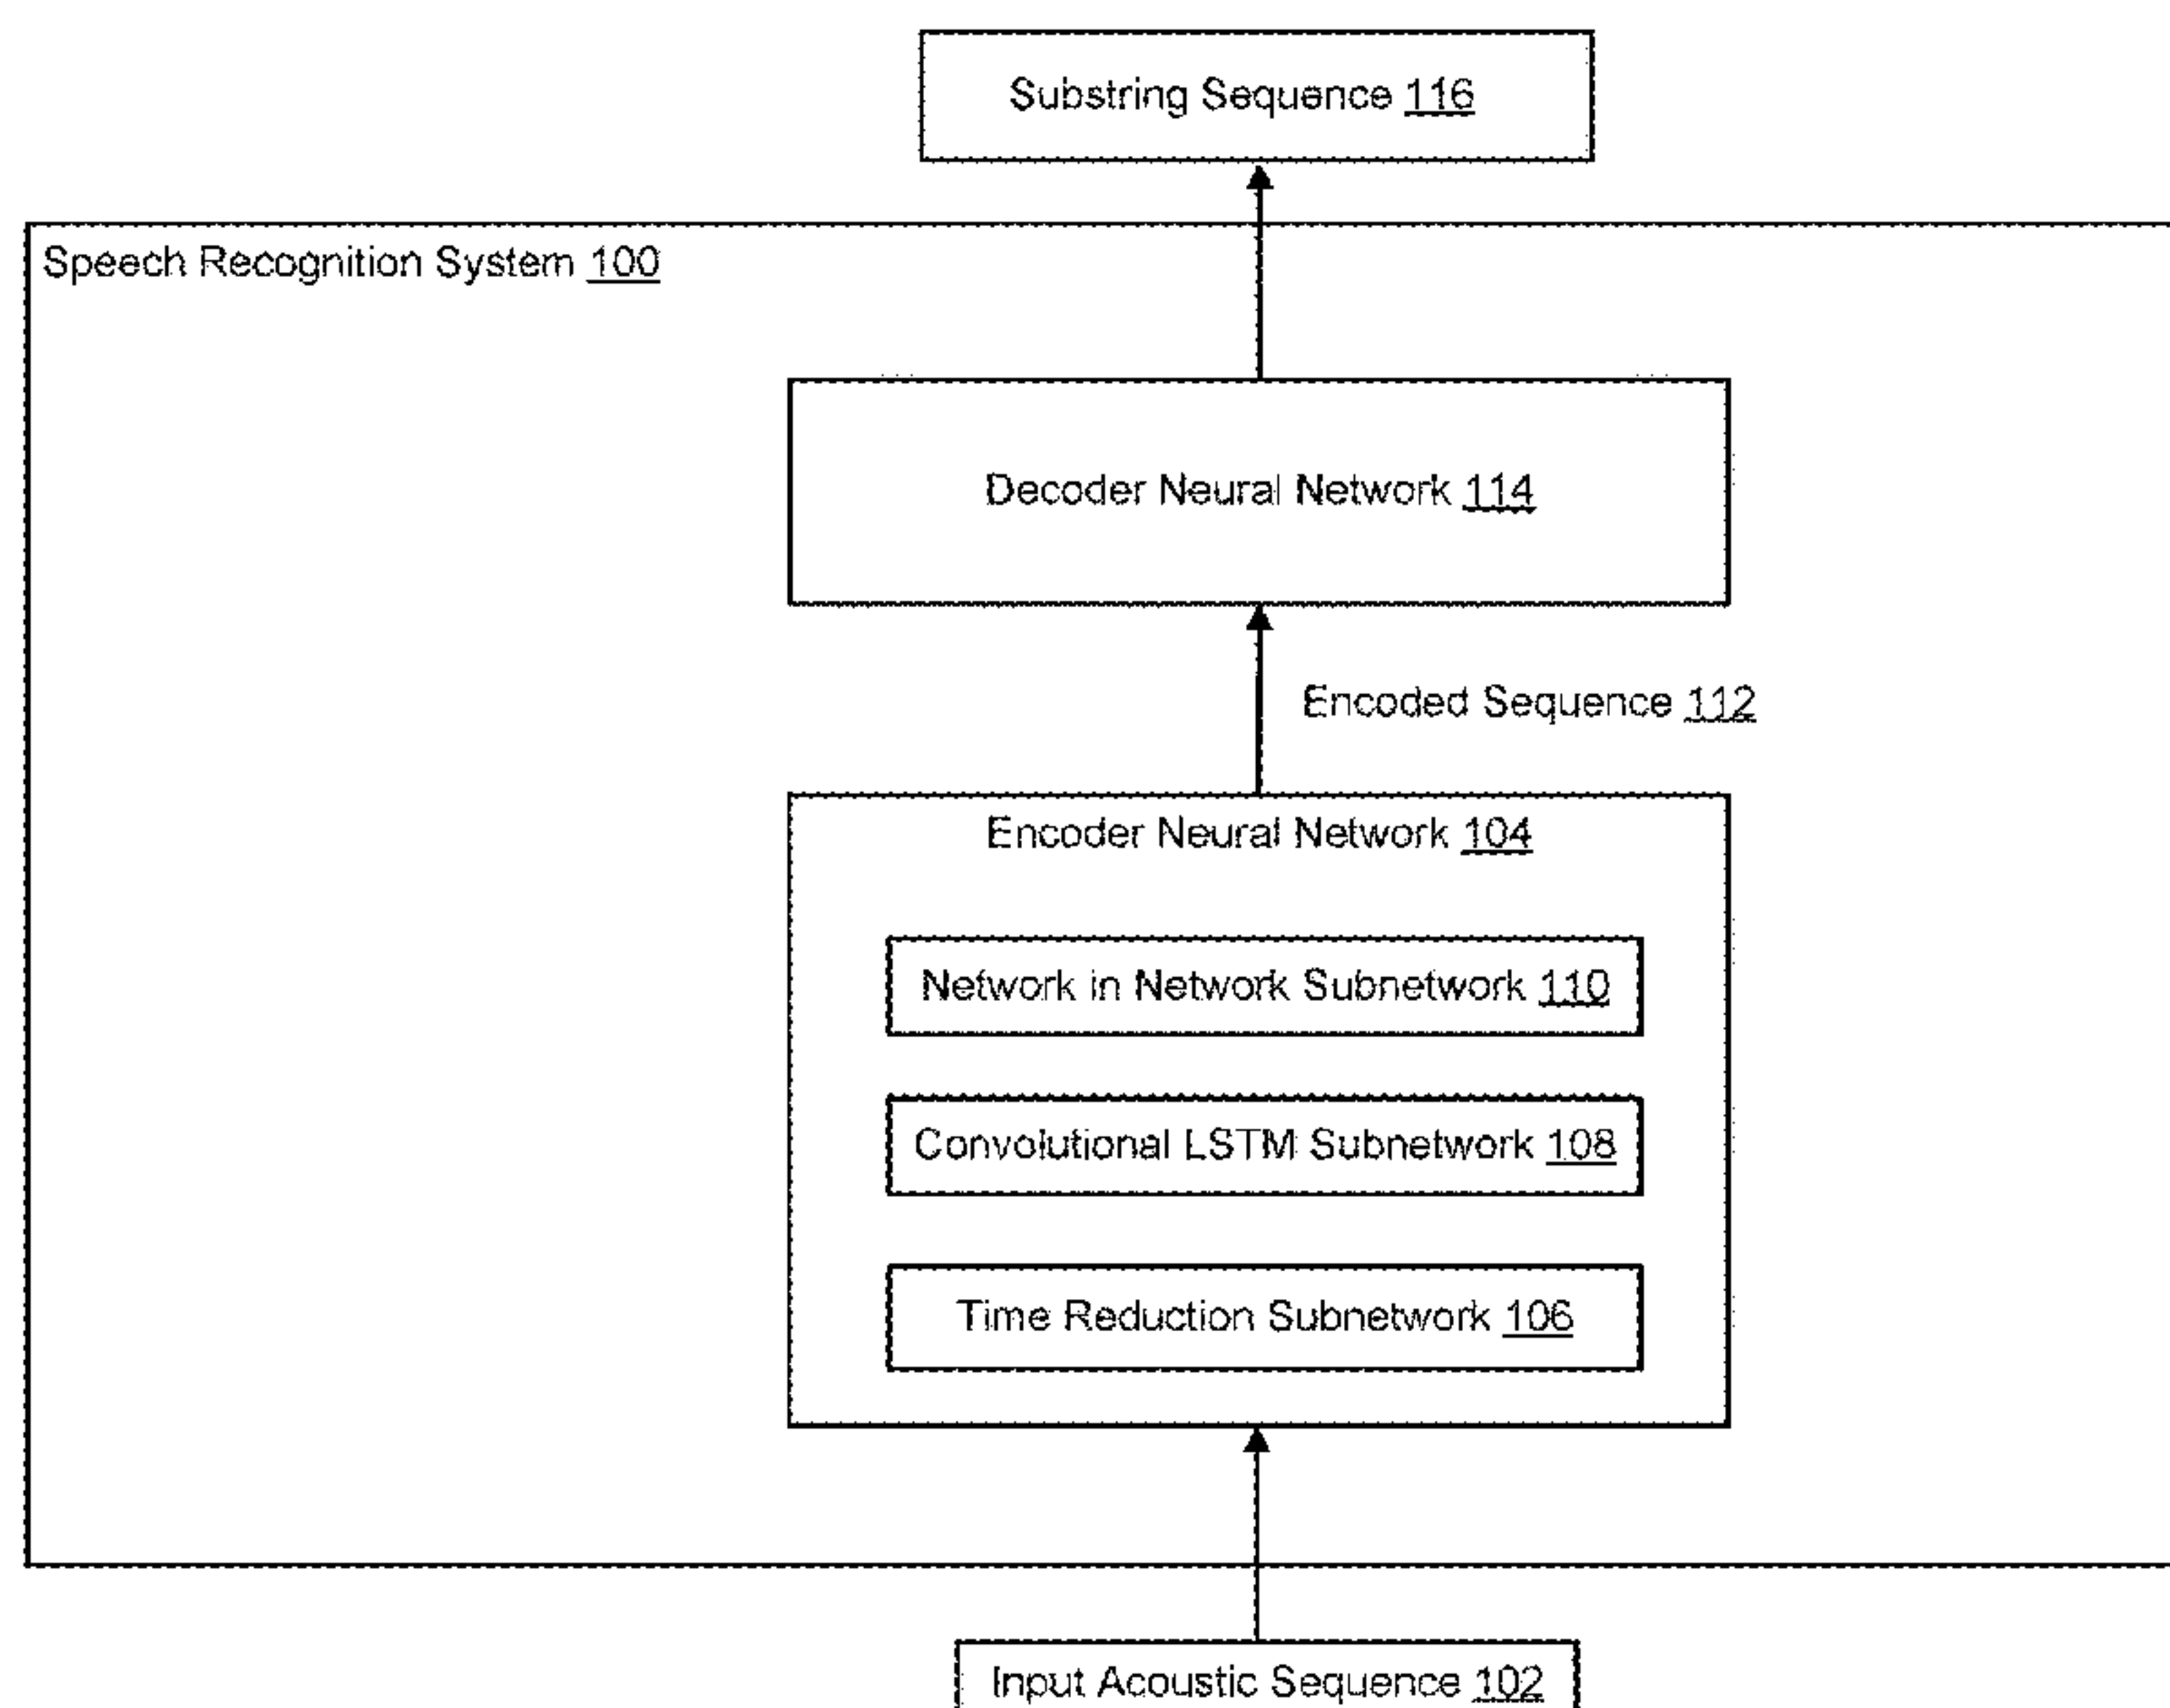 Substring Sequence 116
Speech Recognition System 100
Decoder Neural Network 114
Encoded Sequence 112
Encoder Neural Network 104
Network in Network Subnetwork 110
Convolutional LSTM Subnetwork 108
Time Reduction Subnetwork 106
Input Acoustic Sequence 102